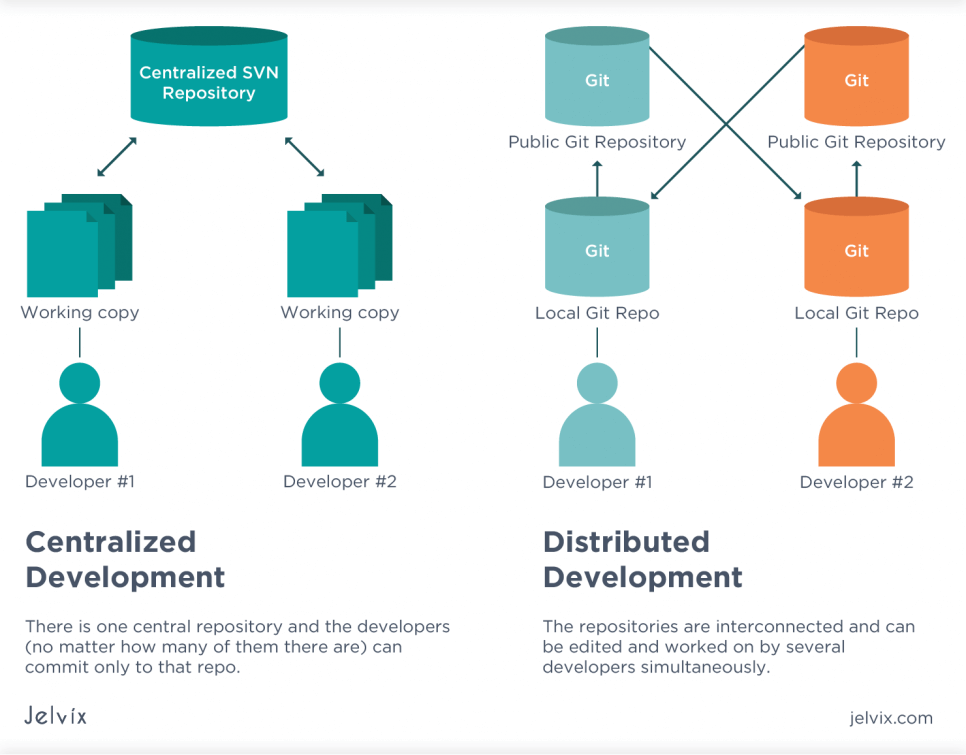 Centralized SVN
Repository
Working copy
Working copy
Developer #1
Developer #2
Git
Git
Public Git Repository
Public Git Repository
Git
Git
Local Git Repo
Local Git Repo
Developer #1
Developer #2
Centralized
Development
There is one central repository and the developers
(no matter how many of them there are) can
commit only to that repo.
Distributed
Development
The repositories are interconnected and can
be edited and worked on by several
developers simultaneously.
Jelvix
jelvix.com